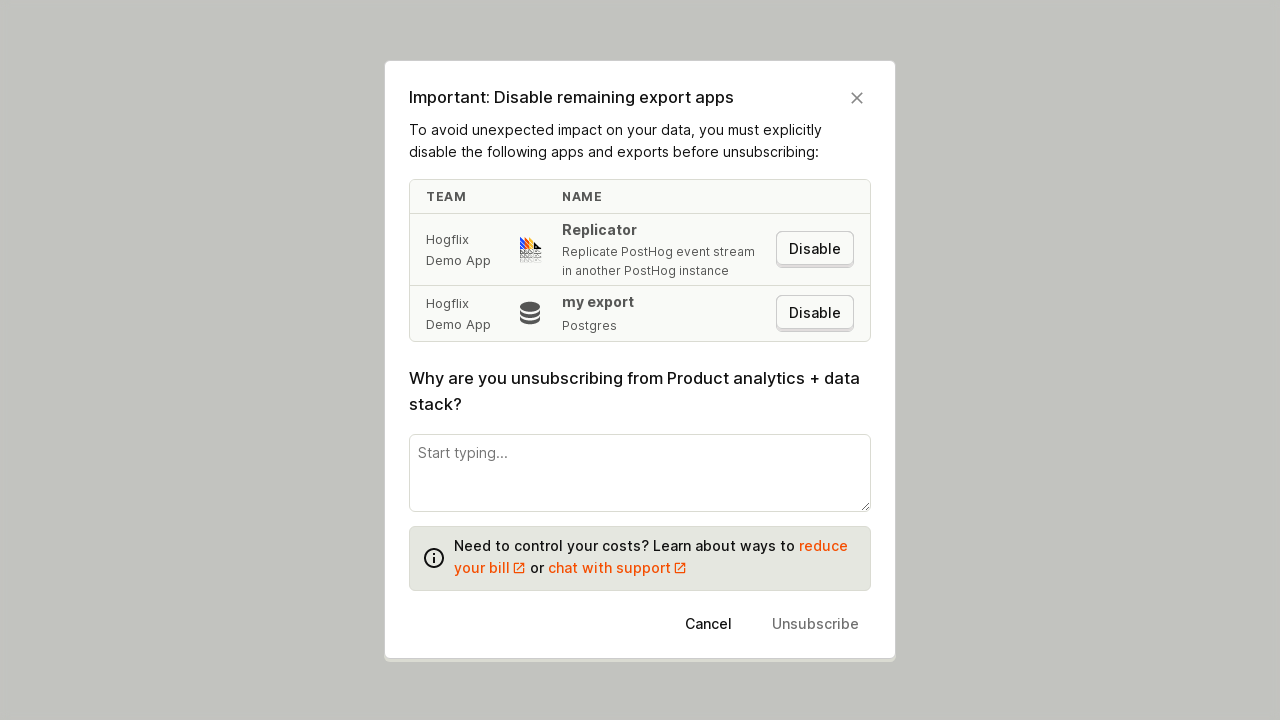 Important: Disable remaining export apps
To avoid unexpected impact on your data, you must explicitly
disable the following apps and exports before unsubscribing:
TEAM NAME
Hogflix
Demo App
Replicator
Replicate PostHog event stream
in another PostHog instance
Disable
Hogflix
Demo App
my export
Postgres
Disable
Why are you unsubscribing from Product analytics + data
stack?
Start typing...
Need to control your costs? Learn about ways to reduce
your bill or chat with support
Cancel Unsubscribe